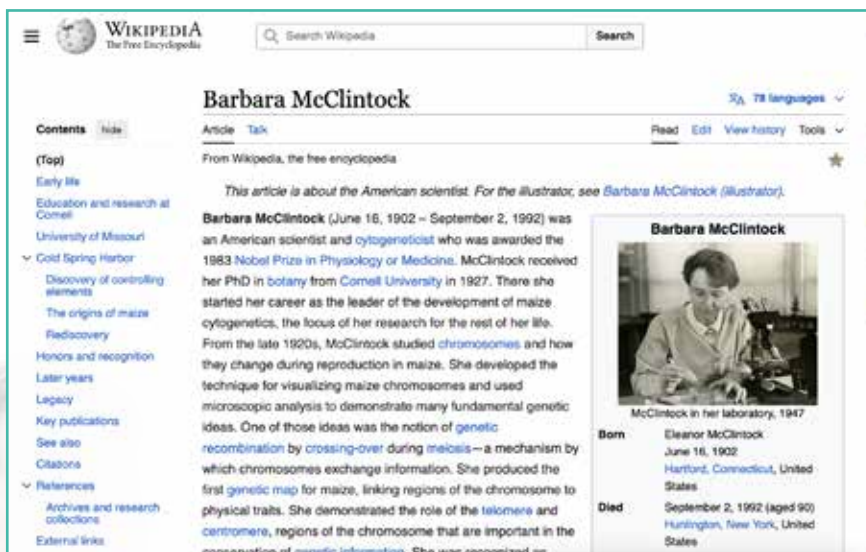 WIKIPEDIA
The Free Encyclopedia
Search Wikipedia
Search
Barbara McClintock
78 languages
Contents hide
Article Talk
Read Edit View history Tools
(Top)
Early life
Education and research at
Cornell
University of Missouri
Cold Spring Harbor
Discovery of controlling
elements
The origins of maize
Rediscovery
Honors and recognition
Later years
Legacy
Key publications
See also
Citations
References
Archives and research
collections
External links
From Wikipedia, the free encyclopedia
This article is about the American scientist. For the illustrator, see Barbara McClintock (illustrator).
Barbara McClintock (June 16, 1902 – September 2, 1992) was
an American scientist and cytogeneticist who was awarded the
1983 Nobel Prize in Physiology or Medicine. McClintock received
her PhD in botany from Cornell University in 1927. There she
started her career as the leader of the development of maize
cytogenetics, the focus of her research for the rest of her life.
From the late 1920s, McClintock studied chromosomes and how
they change during reproduction in maize. She developed the
technique for visualizing maize chromosomes and used
microscopic analysis to demonstrate many fundamental genetic
ideas. One of those ideas was the notion of genetic
recombination by crossing-over during meiosis—a mechanism by
which chromosomes exchange information. She produced the
first genetic map for maize, linking regions of the chromosome to
physical traits. She demonstrated the role of the telomere and
centromere, regions of the chromosome that are important in the
conservation of genetic information. She was recognized as
Barbara McClintock
McClintock in her laboratory, 1947
Born Eleanor McClintock
June 16, 1902
Hartford, Connecticut, United
States
Died September 2, 1992 (aged 90)
Huntington, New York, United
States